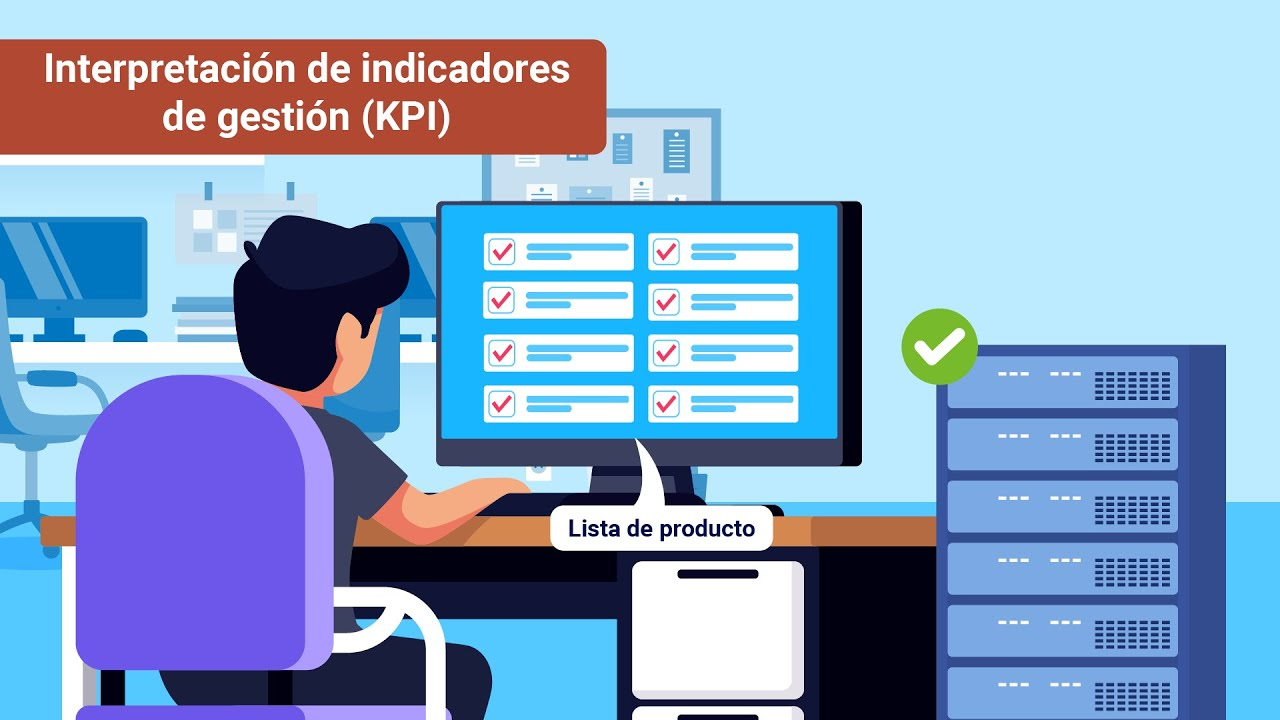 Interpretación de indicadores
de gestión (KPI)
Lista de producto